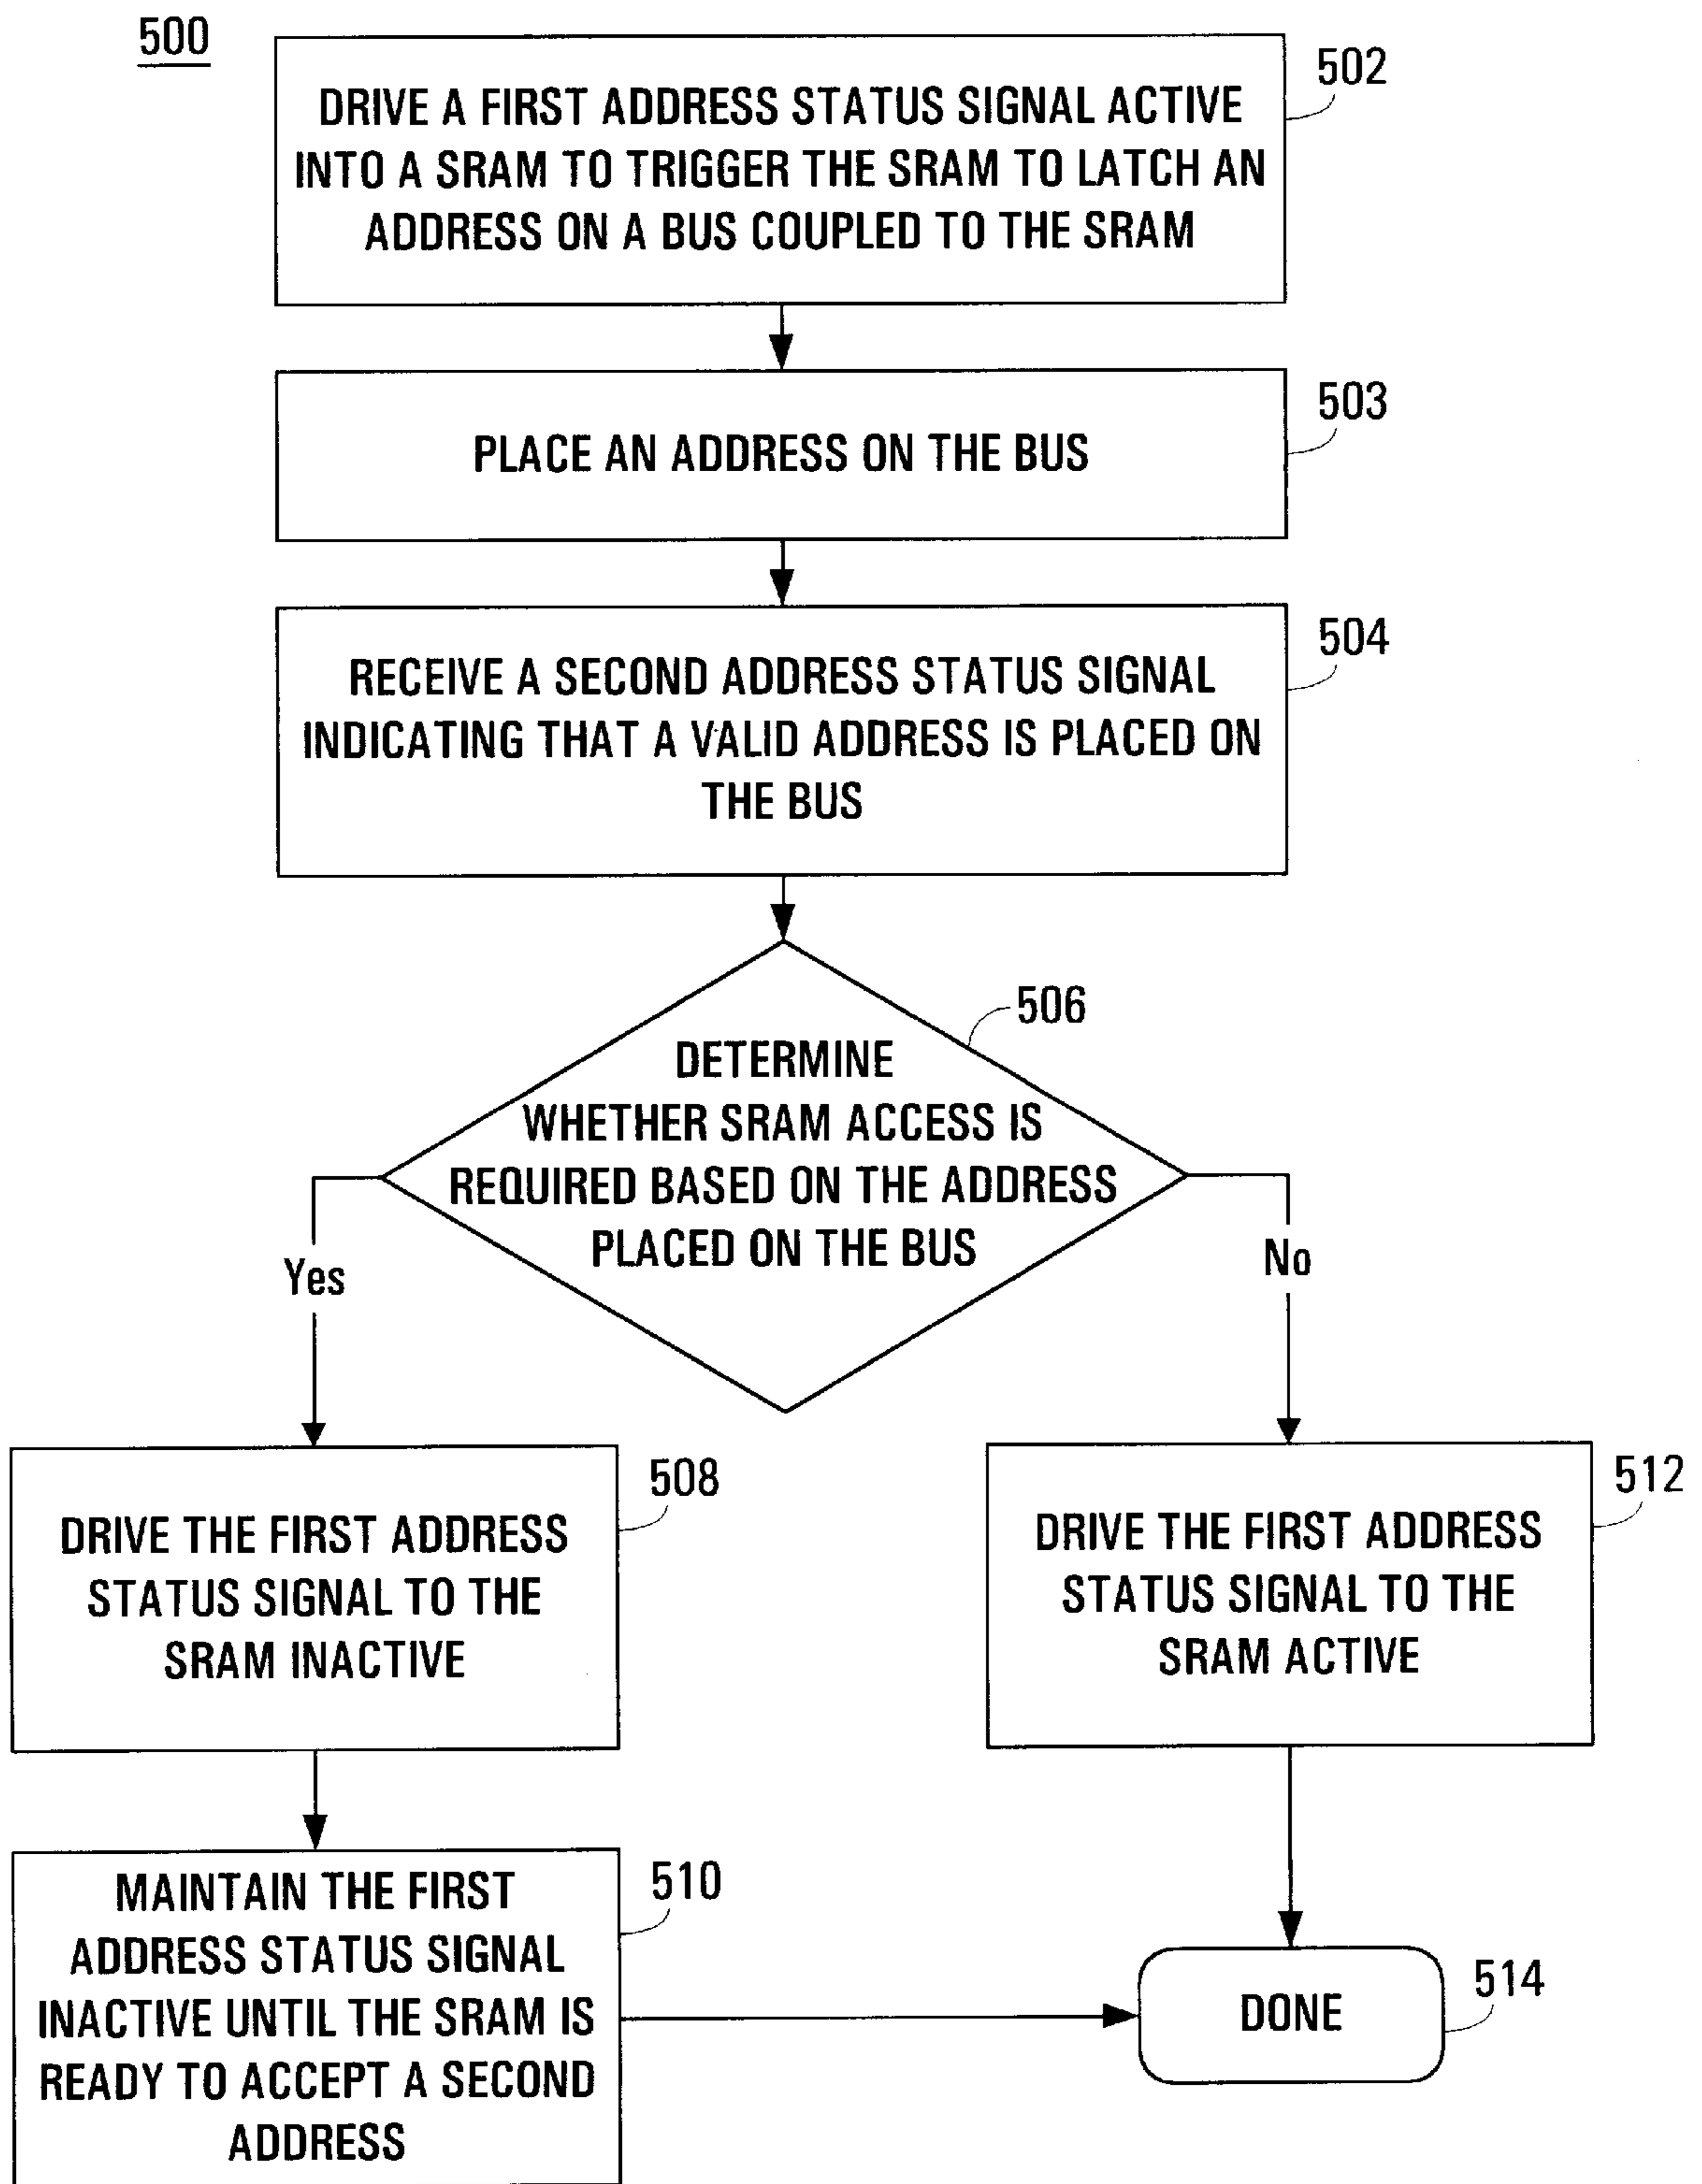 500
502
DRIVE A FIRST ADDRESS STATUS SIGNAL ACTIVE
INTO A SRAM TO TRIGGER THE SRAM TO LATCH AN
ADDRESS ON A BUS COUPLED TO THE SRAM
503
PLACE AN ADDRESS ON THE BUS
504
RECEIVE A SECOND ADDRESS STATUS SIGNAL
INDICATING THAT A VALID ADDRESS IS PLACED ON
THE BUS
506
DETERMINE
WHETHER SRAM ACCESS IS
REQUIRED BASED ON THE ADDRESS
PLACED ON THE BUS
Yes
No
508
DRIVE THE FIRST ADDRESS
STATUS SIGNAL TO THE
SRAM INACTIVE
512
DRIVE THE FIRST ADDRESS
STATUS SIGNAL TO THE
SRAM ACTIVE
510
MAINTAIN THE FIRST
ADDRESS STATUS SIGNAL
INACTIVE UNTIL THE SRAM IS
READY TO ACCEPT A SECOND
ADDRESS
514
DONE